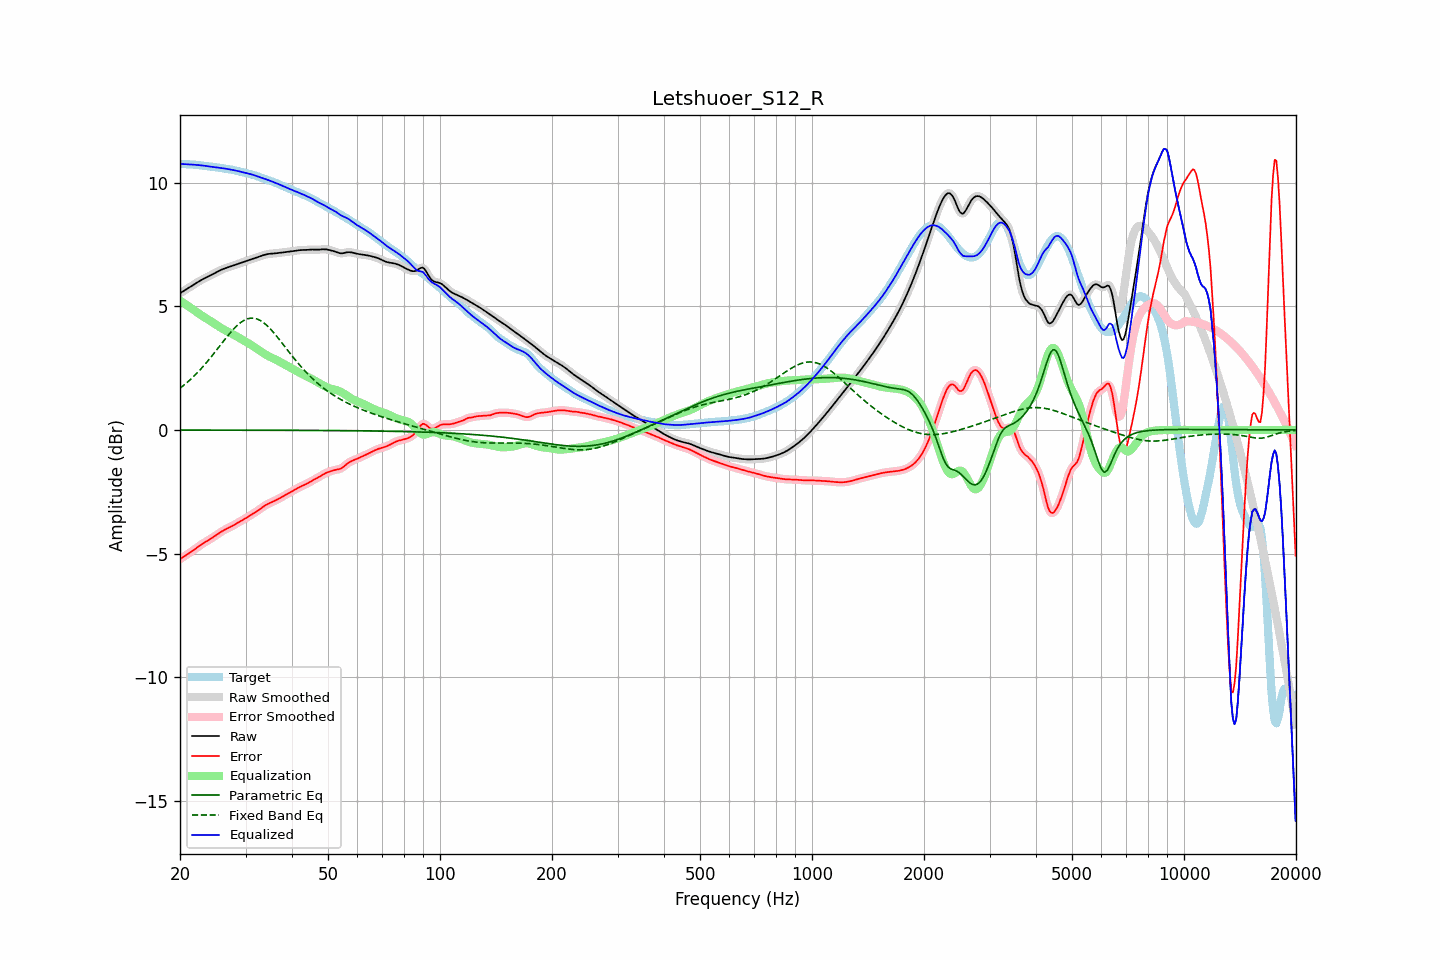 Letshuoer_S12_R
Amplitude (dBr)
10
5
0
−5
−10
−15
Target
Raw Smoothed
Error Smoothed
Raw
Error
Equalization
Parametric Eq
Fixed Band Eq
Equalized
20 50 100 200 500 1000 2000 5000 10000 20000
Frequency (Hz)